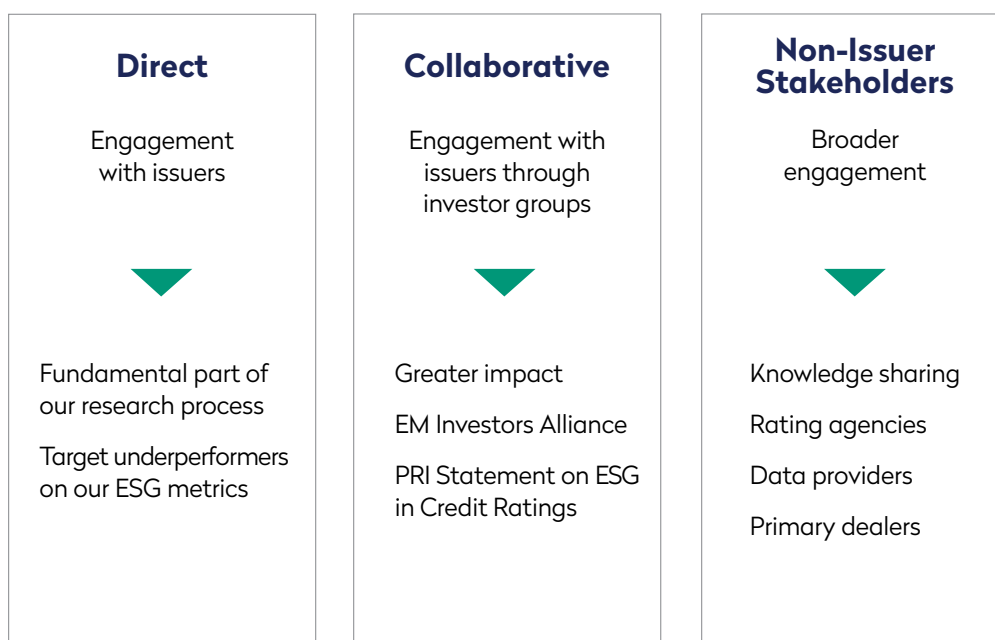 Direct
Engagement
with issuers
Fundamental part of
our research process
Target underperformers
on our ESG metrics
Collaborative
Engagement with
issuers through
investor groups
Greater impact
EM Investors Alliance
PRI Statement on ESG
in Credit Ratings
Non-Issuer
Stakeholders
Broader
engagement
Knowledge sharing
Rating agencies
Data providers
Primary dealers